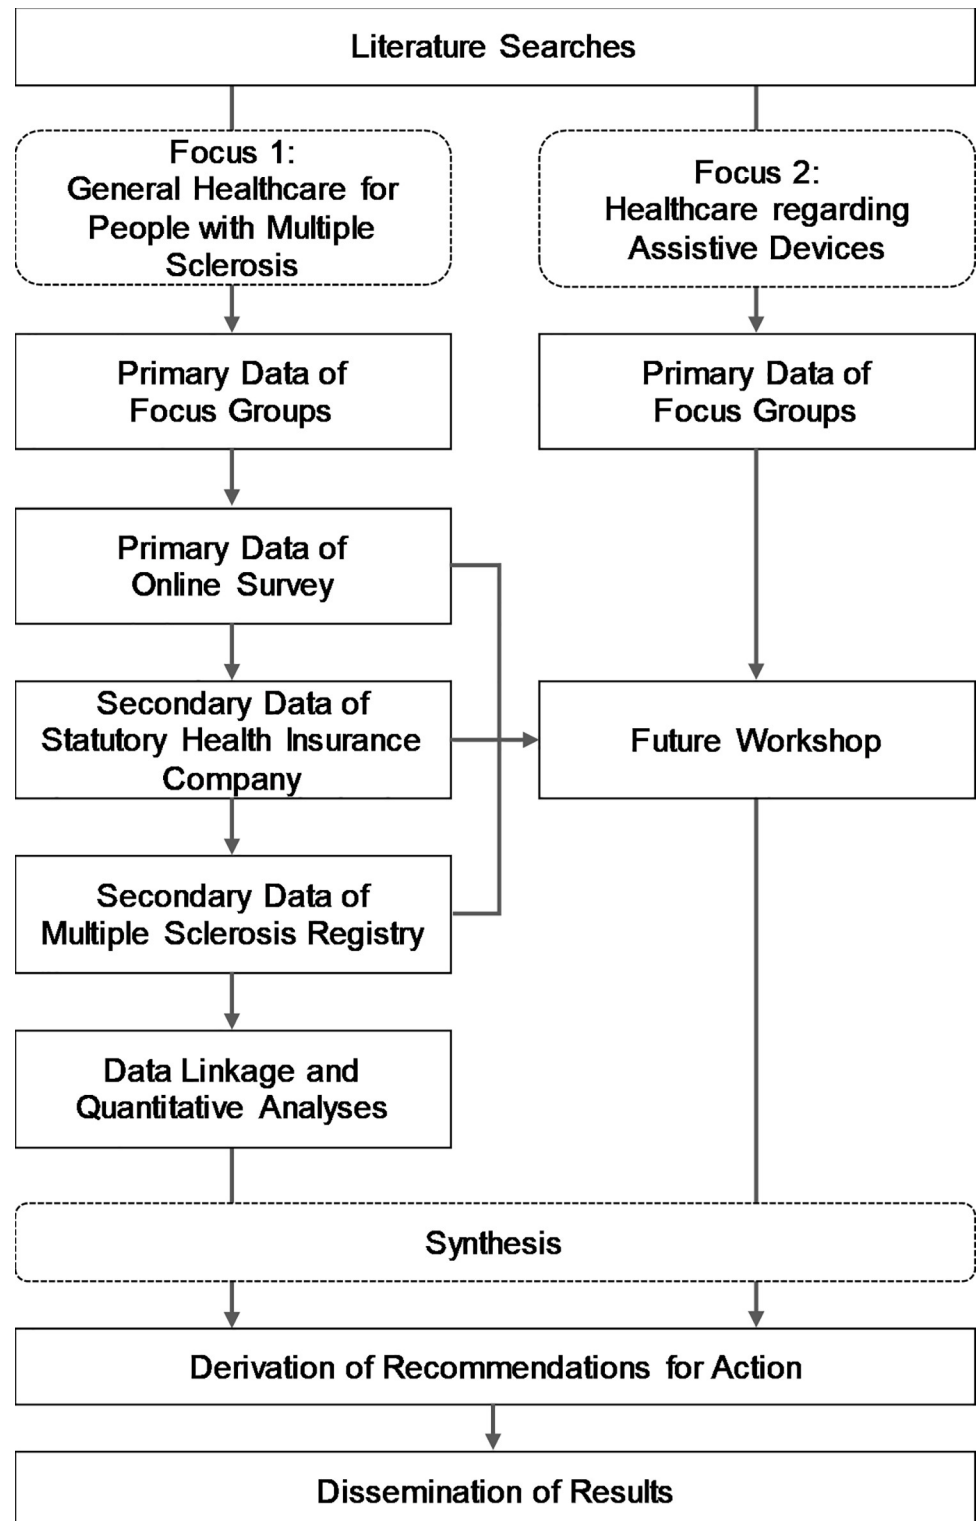 Literature Searches
Focus 1:
General Healthcare for
People with Multiple
Sclerosis
Focus 2:
Healthcare regarding
Assistive Devices
Primary Data of
Focus Groups
Primary Data of
Focus Groups
Primary Data of
Online Survey
Secondary Data of
Statutory Health Insurance
Company
Future Workshop
Secondary Data of
Multiple Sclerosis Registry
Data Linkage and
Quantitative Analyses
Synthesis
Derivation of Recommendations for Action
Dissemination of Results